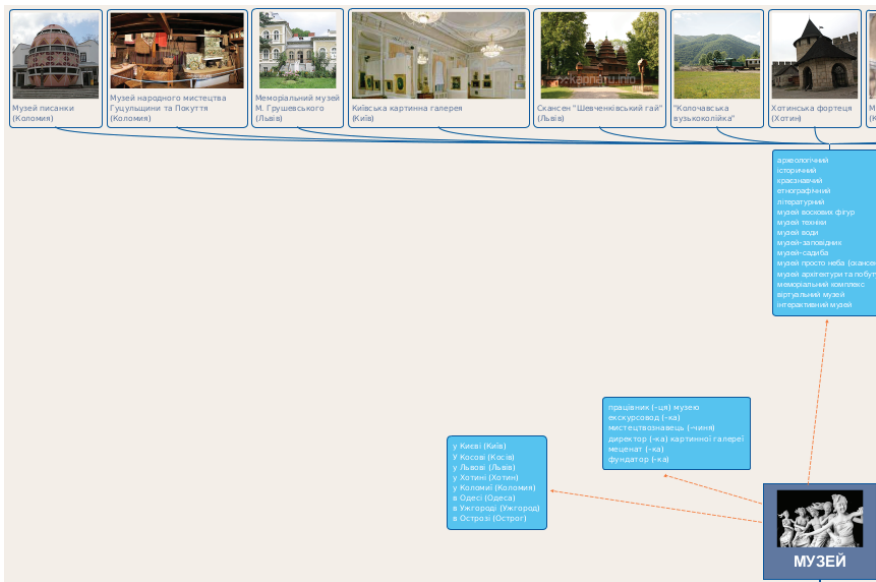 Музей писанки
(Коломия)
Музей народного мистецтва
Гуцульщини та Покуття
(Коломия)
Меморіальний музей
М. Грушевського
(Львів)
Київська картинна галерея
(Київ)
Скансен "Шевченківський гай"
(Львів)
"Колочавська
вузькоколійка"
Хотинська фортеця
(Хотин)
археологічний
історичний
краєзнавчий
етнографічний
літературний
музей воскових фігур
музей техніки
музей води
музей-заповідник
музей-садиба
музей просто неба (скансен
музей архітектури та побуту
меморіальний комплекс
віртуальний музей
інтерактивний музей
працівник (-ця) музею
екскурсовод (-ка)
мистецтвознавець (-чиня)
директор (-ка) картинної галереї
меценат (-ка)
фундатор (-ка)
у Києві (Київ)
У Косові (Косів)
у Львові (Львів)
у Хотині (Хотин)
у Коломиї (Коломия)
в Одесі (Одеса)
в Ужгороді (Ужгород)
в Острозі (Острог)
МУЗЕЙ